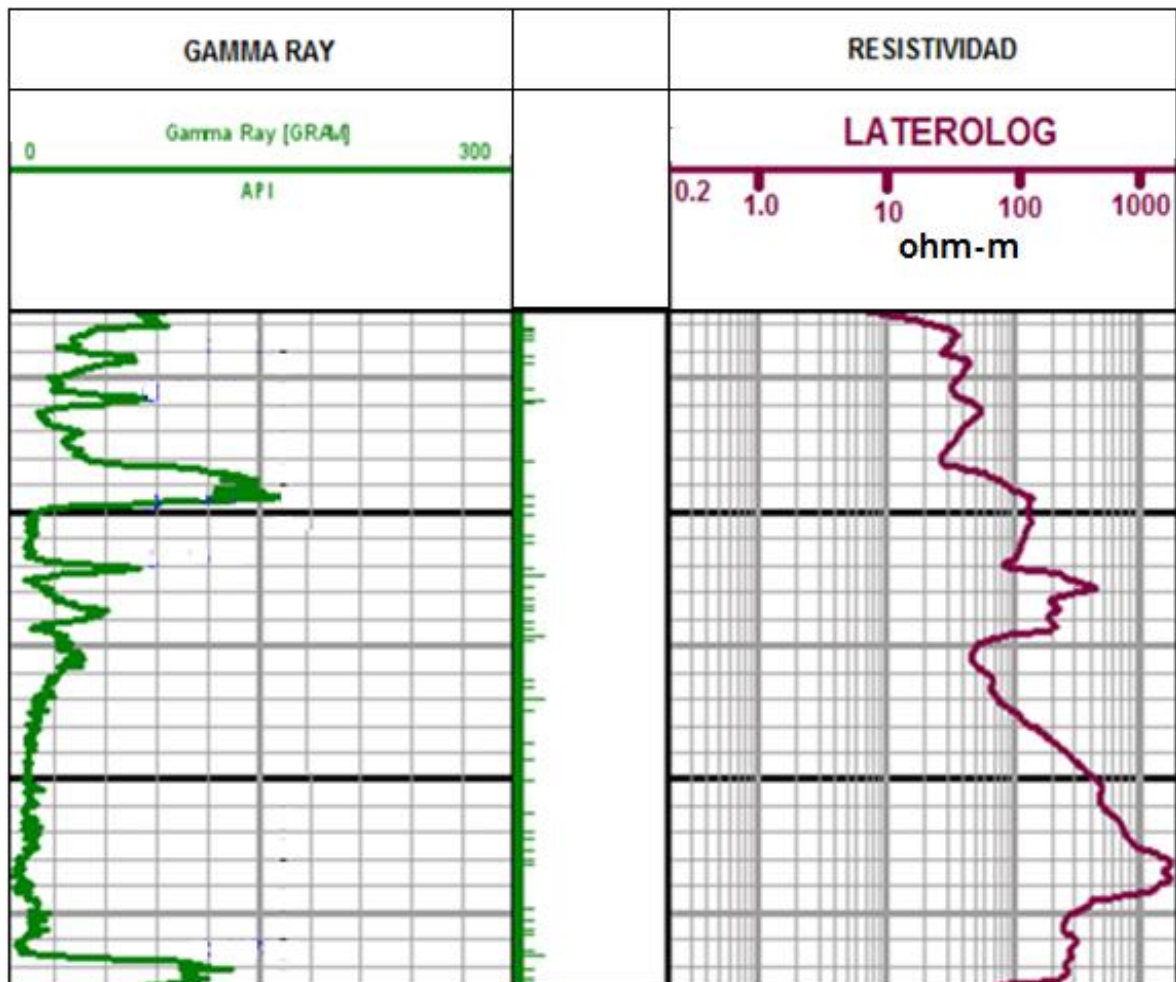 GAMMA RAY
RESISTIVIDAD
Gamma Ray [GRAM]
0 300
API
LATEROLOG
0.2 1.0 10 100 1000
ohm-m